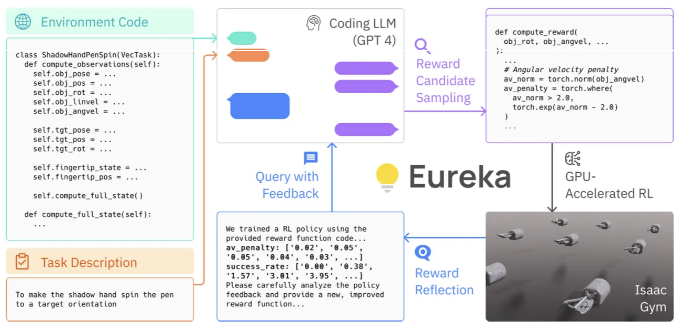 Environment Code
class ShadowHandPenSpin(VecTask):
def compute_observations(self):
self.obj_pose = ...
self.obj_pos = ...
self.obj_rot = ...
self.obj_linvel = ...
self.obj_angvel = ...
self.tgt_pose = ...
self.tgt_pos = ...
self.tgt_rot = ...
self.fingertip_state = ...
self.fingertip_pos = ...
self.compute_full_state()
def compute_full_state(self):
...
Task Description
To make the shadow hand spin the pen
to a target orientation
Coding LLM
(GPT 4)
Reward
Candidate
Sampling
def compute_reward(
obj_rot, obj_angvel, ...
):
...
# Angular velocity penalty
av_norm = torch.norm(obj_angvel)
av_penalty = torch.where(
av_norm > 2.0,
torch.exp(av_norm - 2.0)
)
...
Query with
Feedback
Eureka
GPU-
Accelerated RL
We trained a RL policy using the
provided reward function code...
av_penalty: ['0.02', '0.05',
'0.05', '0.04', '0.03', ...]
success_rate: ['0.00', '0.38',
'1.57', '3.01', '3.95', ...]
Please carefully analyze the policy
feedback and provide a new, improved
reward function...
Reward
Reflection
Isaac
Gym